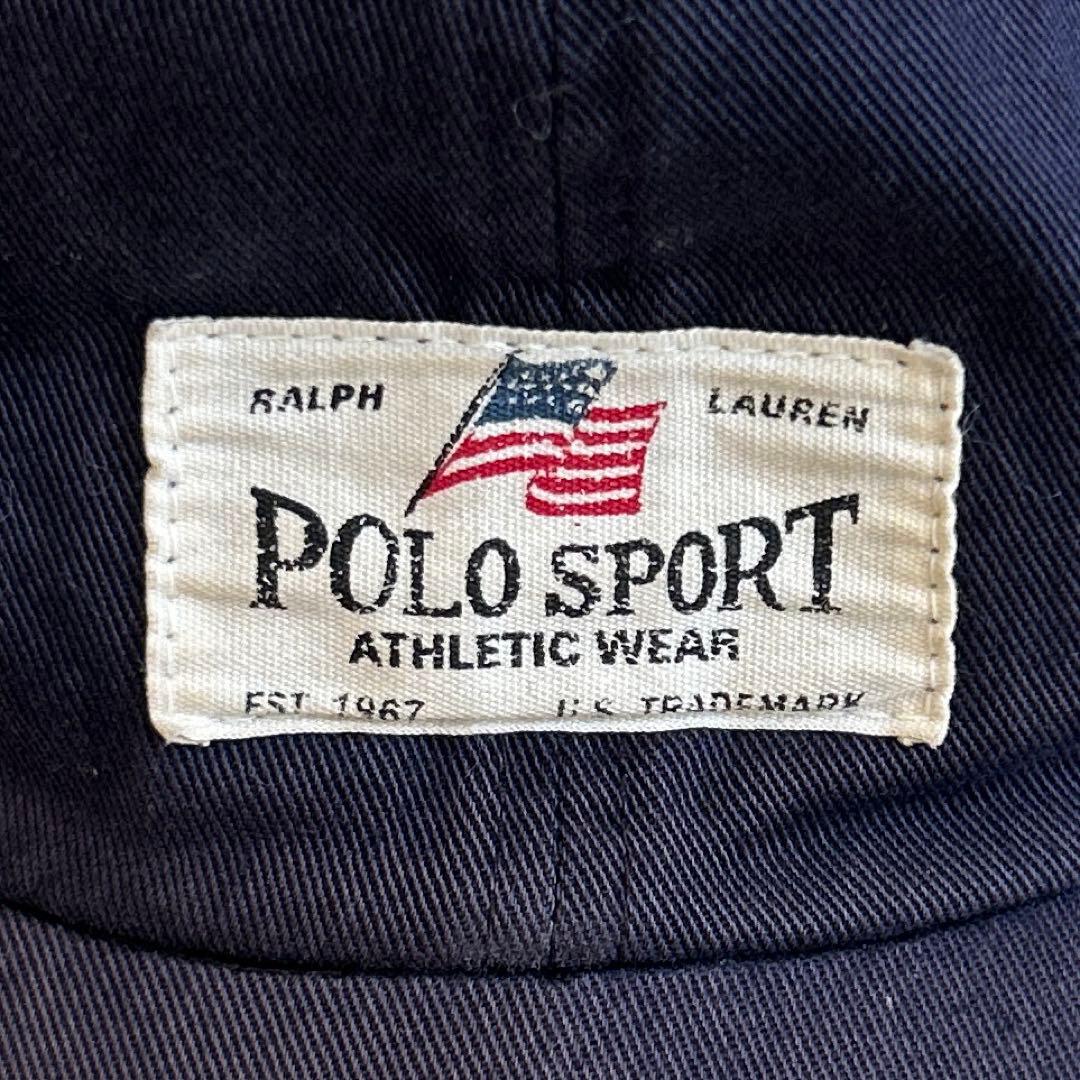 RALPH LAUREN
POLO SPORT
ATHLETIC WEAR
EST. 1967 U.S. TRADEMARK